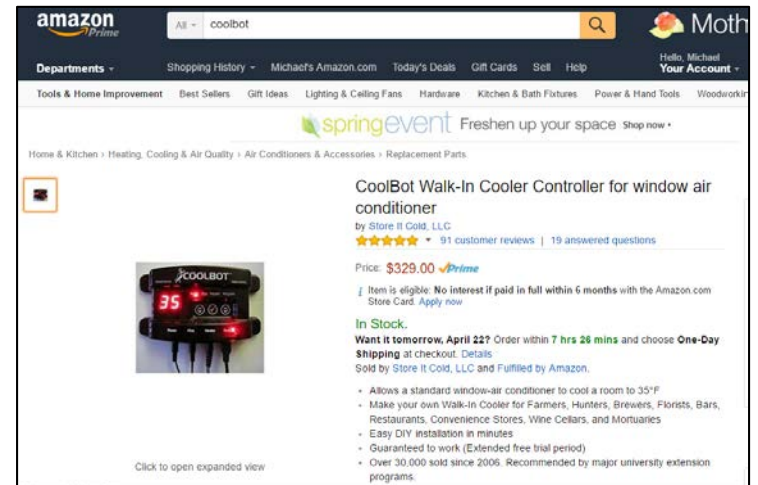 amazon
Prime
All
coolbot
Moth
Departments
Shopping History
Michael's Amazon.com
Today's Deals
Gift Cards
Sell
Help
Hello, Michael
Your Account
Tools & Home Improvement
Best Sellers
Gift Ideas
Lighting & Ceiling Fans
Hardware
Kitchen & Bath Fixtures
Power & Hand Tools
Woodworkin
springevent Freshen up your space Shop now ›
Home & Kitchen › Heating, Cooling & Air Quality › Air Conditioners & Accessories › Replacement Parts
CoolBot Walk-In Cooler Controller for window air
conditioner
by Store It Cold, LLC
91 customer reviews | 19 answered questions
Price: $329.00 Prime
Item is eligible: No interest if paid in full within 6 months with the Amazon.com
Store Card. Apply now
In Stock.
Want it tomorrow, April 22? Order within 7 hrs 26 mins and choose One-Day
Shipping at checkout. Details
Sold by Store It Cold, LLC and Fulfilled by Amazon.
Allows a standard window-air conditioner to cool a room to 35°F
Make your own Walk-In Cooler for Farmers, Hunters, Brewers, Florists, Bars,
Restaurants, Convenience Stores, Wine Cellars, and Mortuaries
Easy DIY installation in minutes
Guaranteed to work (Extended free trial period)
Over 30,000 sold since 2006. Recommended by major university extension
programs.
COOLBOT
35
Click to open expanded view